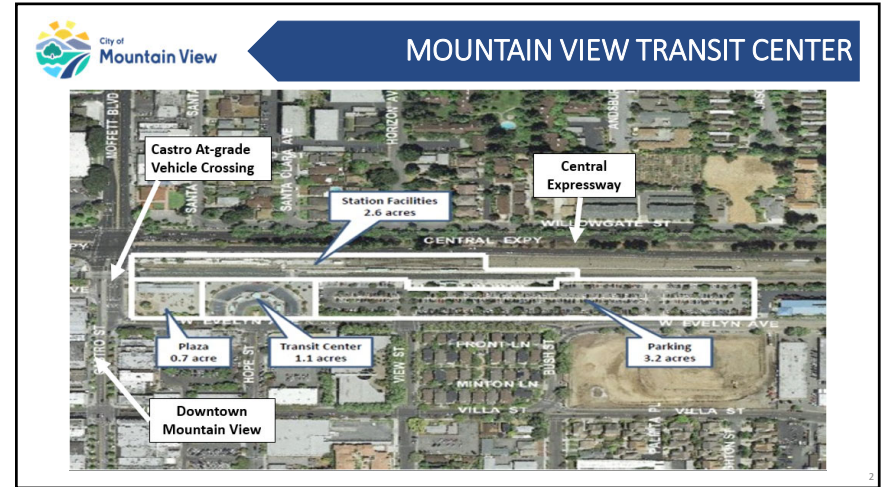 City of
Mountain View
MOUNTAIN VIEW TRANSIT CENTER
MOFFETT BLVD
SANTA
SANTA CLARA AVE
HORIZON AV
Castro At-grade
Vehicle Crossing
Central
Expressway
Station Facilities
2.6 acres
WILLOWGATE ST
CENTRAL EXPY
W EVELYN AVE
Plaza
0.7 acre
HOPE ST
Transit Center
1.1 acres
VIEW ST
FRONT LN
MINTON LN
BUSH ST
Parking
3.2 acres
VILLA ST
VILLA ST
Downtown
Mountain View
2